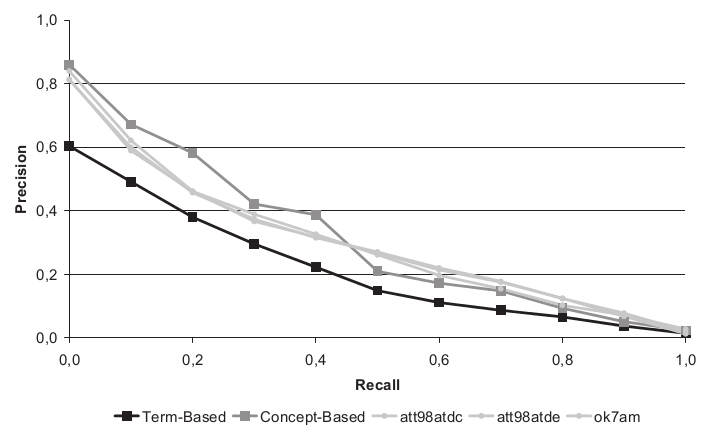 1,0
0,8
0,6
0,4
0,2
0,0
Precision
0,0 0,2 0,4 0,6 0,8 1,0
Recall
Term-Based Concept-Based att98atdc att98atde ok7am